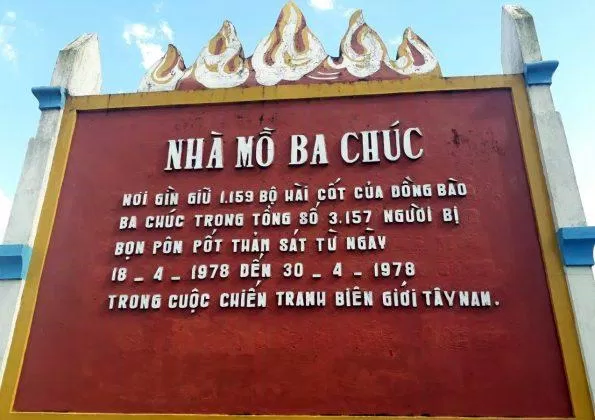 NHÀ MỒ BA CHÚC
NƠI GÌN GIỮ 1.159 BỘ HÀI CỐT CỦA ĐỒNG BÀO
BA CHÚC TRONG TỔNG SỐ 3.157 NGƯỜI BỊ
BỌN PÔN PỐT THẢM SÁT TỪ NGÀY
18 - 4 - 1978 ĐẾN 30 - 4 - 1978
TRONG CUỘC CHIẾN TRANH BIÊN GIỚI TÂY NAM.